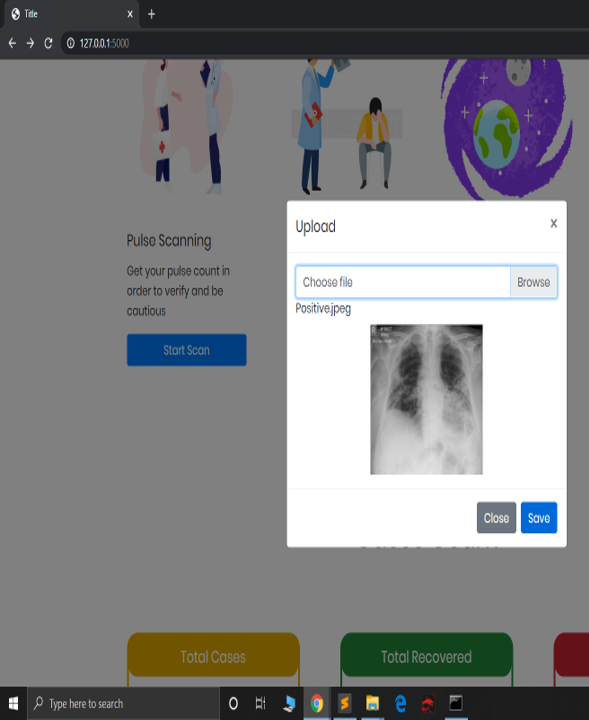 Title
127.0.0.1:5000
Pulse Scanning
Get your pulse count in
order to verify and be
cautious
Start Scan
Upload
x
Choose file
Browse
Positive.jpeg
Close
Save
Total Cases
Total Recovered
Type here to search